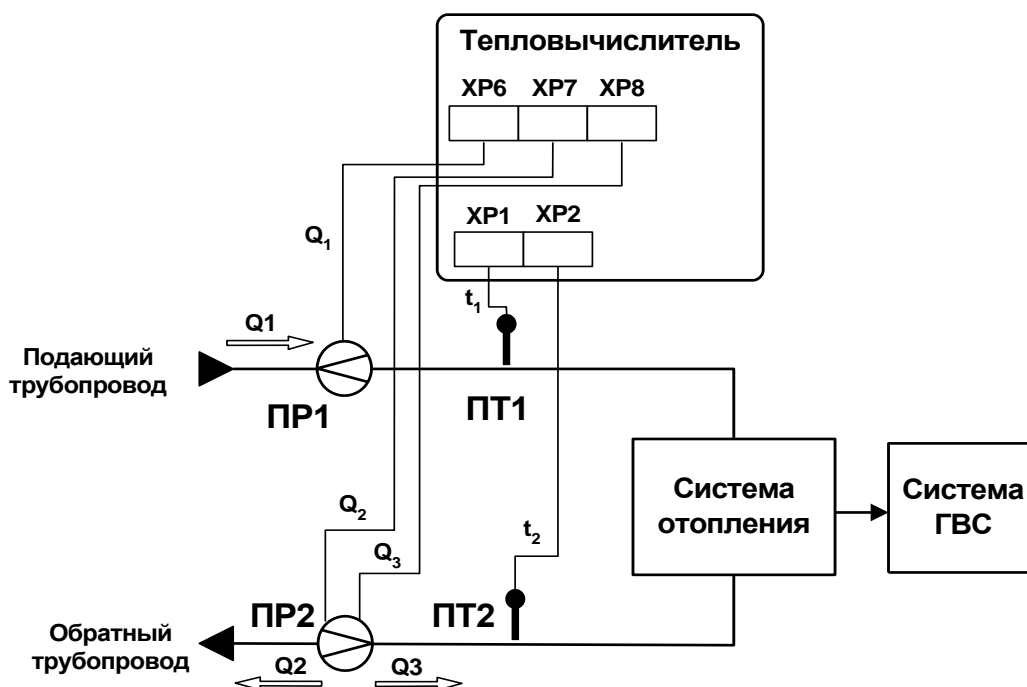 Тепловычислитель
XP6 XP7 XP8
XP1 XP2
Q1
t1
Q1
Подающий
трубопровод
ПР1
ПТ1
Система
отопления
Система
ГВС
Q2
Q3
t2
ПР2
ПТ2
Обратный
трубопровод
Q2
Q3